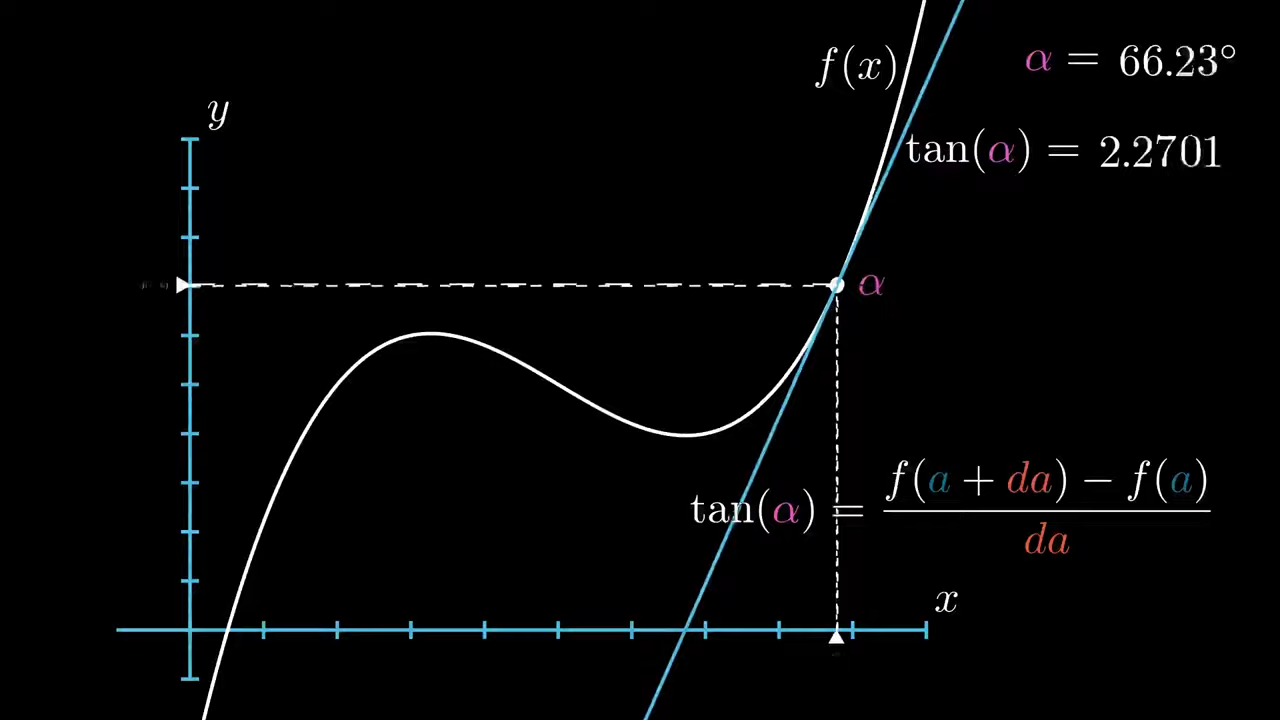 f(x)
α = 66.23°
y
tan(α) = 2.2701
α
tan(α) = f(a + da) − f(a) / da
x